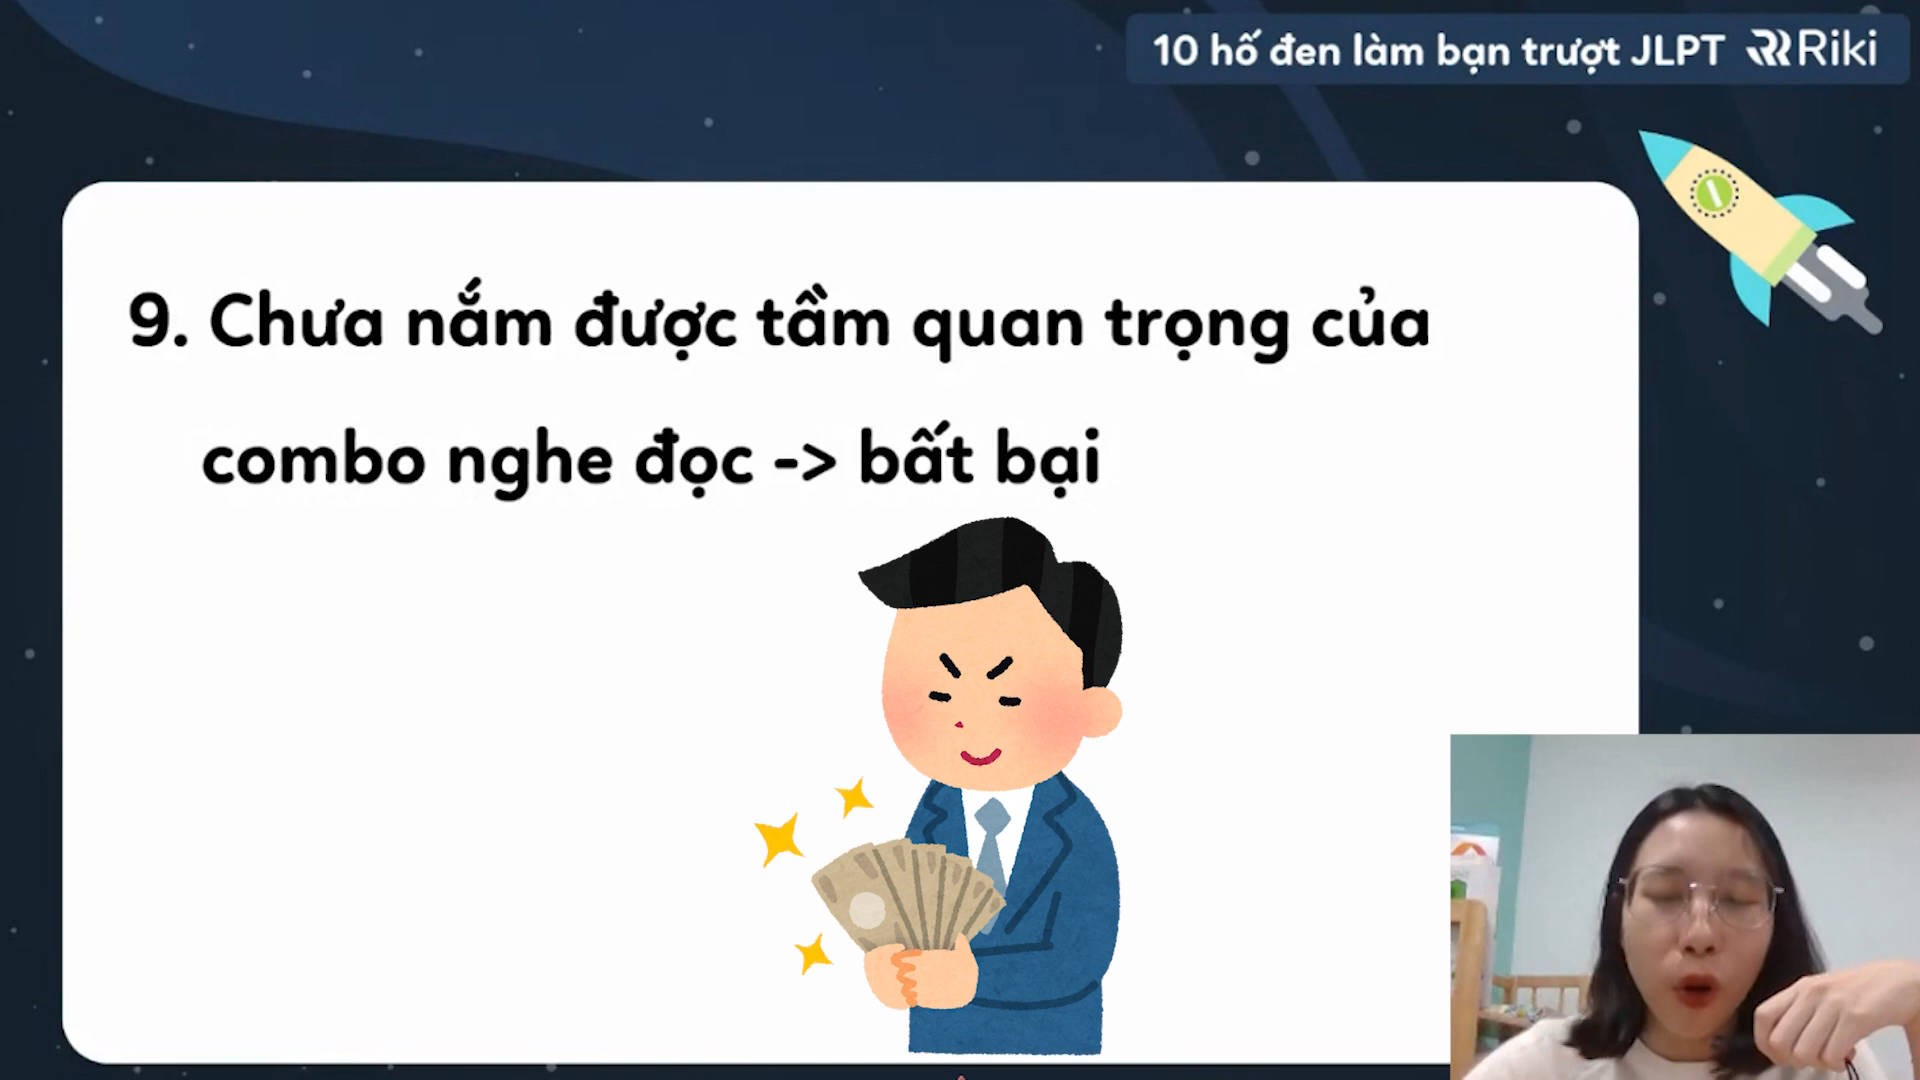 10 hố đen làm bạn trượt JLPT Riki
9. Chưa nắm được tầm quan trọng của
combo nghe đọc -> bất bại